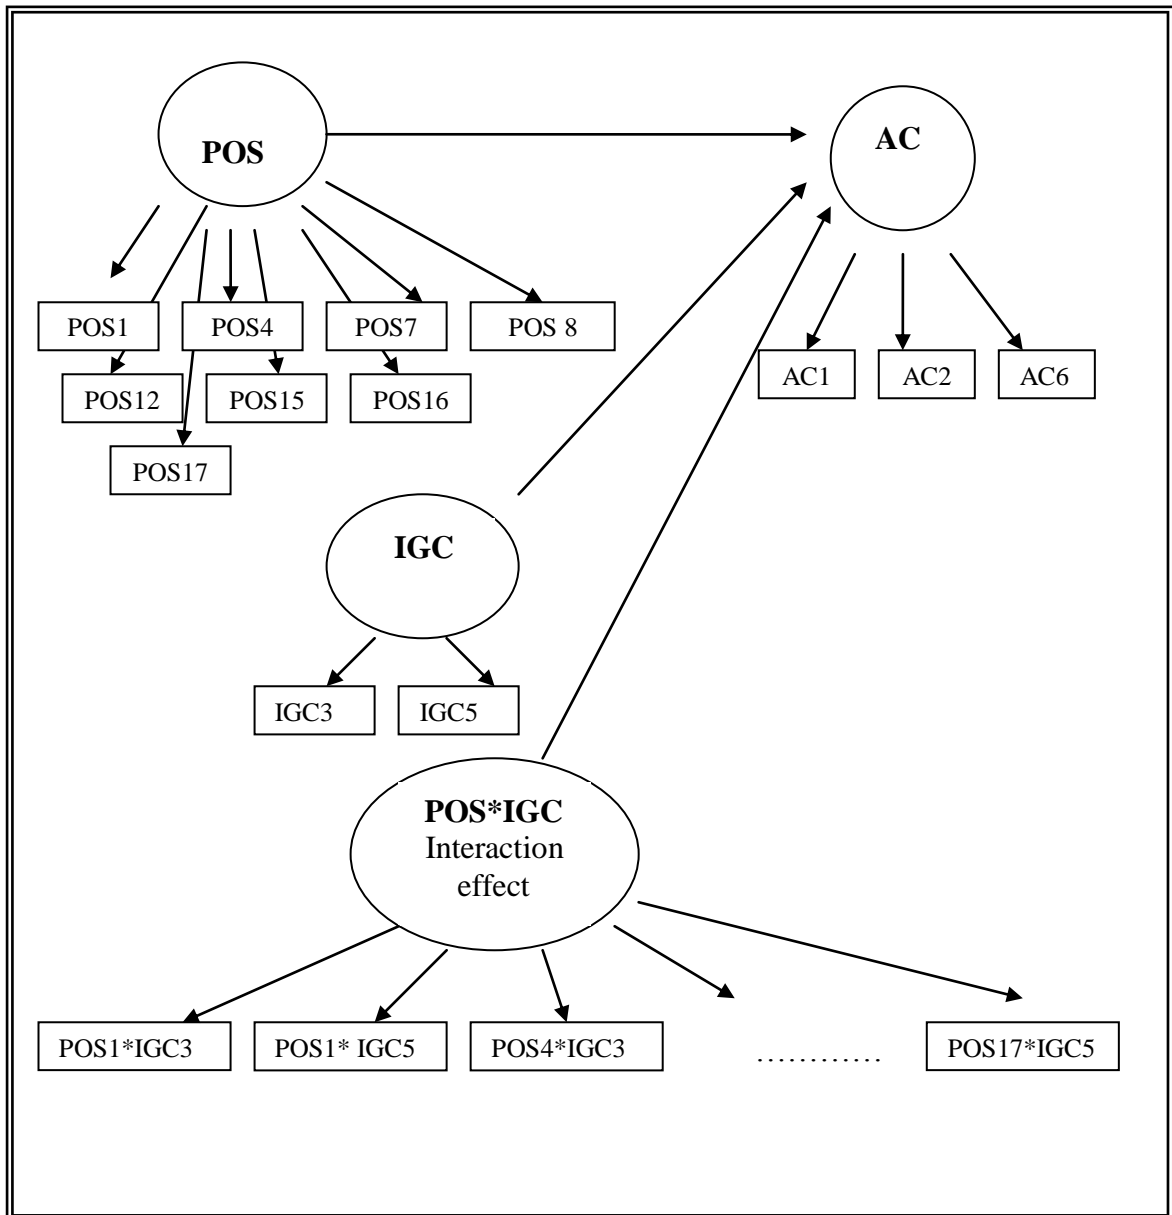 POS
AC
POS1
POS4
POS7
POS 8
POS12
POS15
POS16
POS17
AC1
AC2
AC6
IGC
IGC3
IGC5
POS*IGC
Interaction
effect
POS1*IGC3
POS1* IGC5
POS4*IGC3
…………
POS17*IGC5